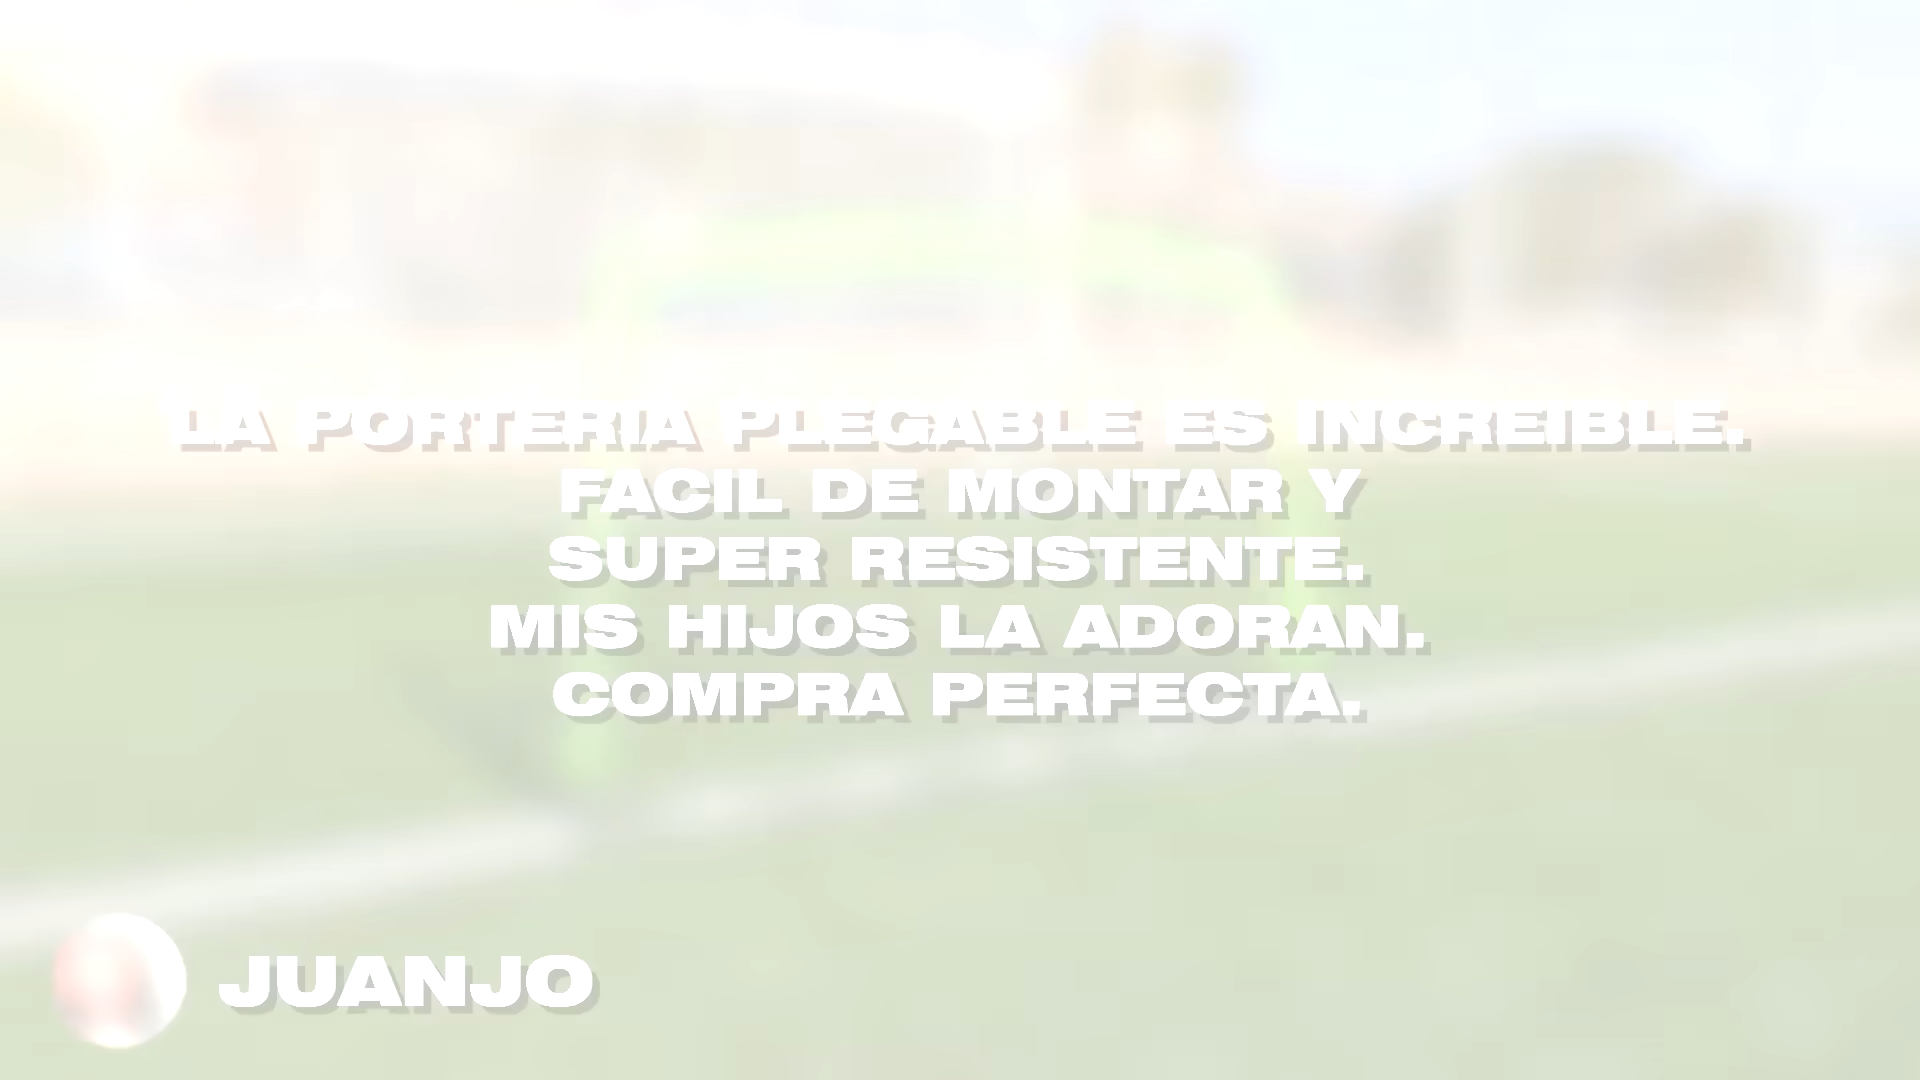 LA PORTERIA PLEGABLE ES INCREIBLE.
FACIL DE MONTAR Y
SUPER RESISTENTE.
MIS HIJOS LA ADORAN.
COMPRA PERFECTA.
JUANJO